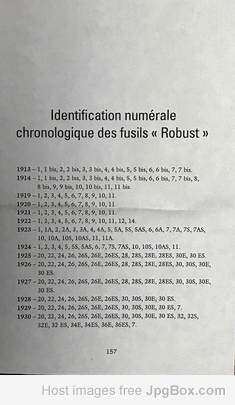 Identification numérale
chronologique des fusils « Robust »
1913 – 1, 1 bis, 2, 2 bis, 3, 3 bis, 4, 4 bis, 5, 5 bis, 6, 6 bis, 7, 7 bis.
1914 – 1, 1 bis, 2, 2 bis, 3, 3 bis, 4, 4 bis, 5, 5 bis, 6, 6 bis, 7, 7 bis, 8,
8 bis, 9, 9 bis, 10, 10 bis, 11, 11 bis.
1919 – 1, 2, 3, 4, 5, 6, 7, 8, 9, 10, 11.
1920 – 1, 2, 3, 4, 5, 6, 7, 8, 9, 10, 11.
1921 – 1, 2, 3, 4, 5, 6, 7, 8, 9, 10, 11.
1922 – 1, 2, 3, 4, 5, 6, 7, 8, 9, 10, 11, 12, 14.
1923 – 1, 1A, 2, 2A, 3, 3A, 4, 4A, 5, 5A, 5S, 5AS, 6, 6A, 7, 7A, 7S, 7AS,
10, 10A, 10S, 10AS, 11, 11A.
1924 – 1, 2, 3, 4, 5, 5S, 5AS, 6, 7, 7S, 7AS, 10, 10S, 10AS, 11.
1925 – 20, 22, 24, 26, 26S, 26E, 26ES, 28, 28S, 28E, 28ES, 30E, 30 ES.
1926 – 20, 22, 24, 26, 26S, 26E, 26ES, 28, 28S, 28E, 28ES, 30, 30S, 30E,
30 ES.
1927 – 20, 22, 24, 26, 26S, 26E, 26ES, 28, 28S, 28E, 28ES, 30, 30S, 30E,
30 ES.
1928 – 20, 22, 24, 26, 26E, 26ES, 30, 30S, 30E, 30 ES.
1929 – 20, 22, 24, 26, 26E, 26ES, 30, 30S, 30E, 30 ES, 7.
1930 – 20, 22, 24, 26, 26E, 26ES, 30, 30S, 30E, 30 ES, 32, 32S,
32E, 32 ES, 34E, 34ES, 36E, 36ES, 7.
157
Host images free JpgBox.com